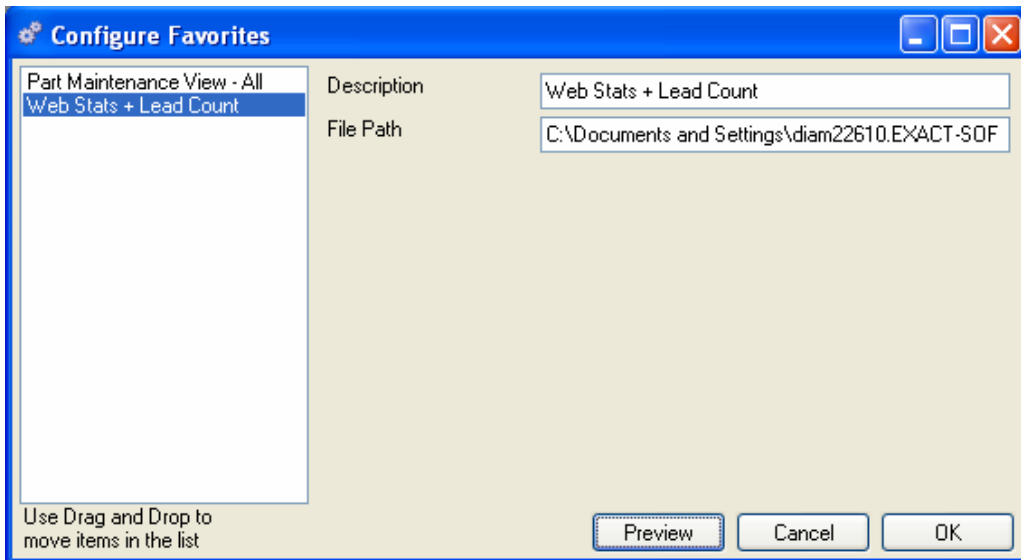 Configure Favorites
Part Maintenance View - All
Web Stats + Lead Count
Description
Web Stats + Lead Count
File Path
C:\Documents and Settings\diam22610.EXACT-SOF
Use Drag and Drop to
move items in the list
Preview
Cancel
OK